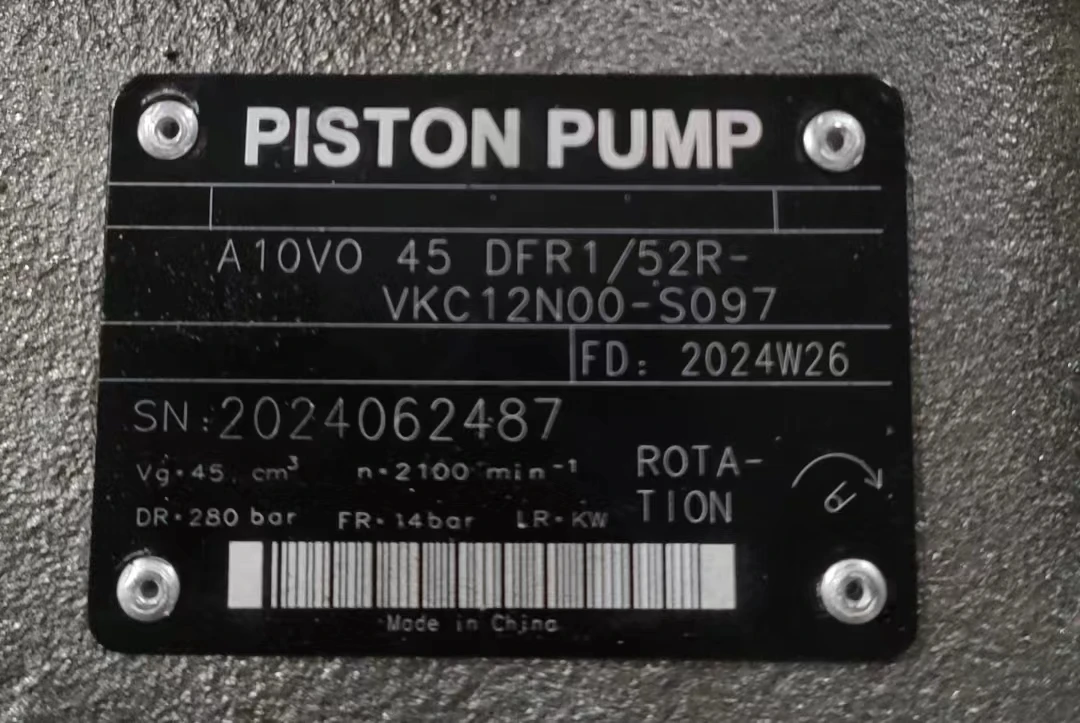 PISTON PUMP
A10VO 45 DFR1/52R-
VKC12N00-S097
FD: 2024W26
SN:2024062487
Vg·45. cm³ n·2100 min⁻¹
DR·280 bar FR·14bar LR·KW
ROTA-
TION
Made in China